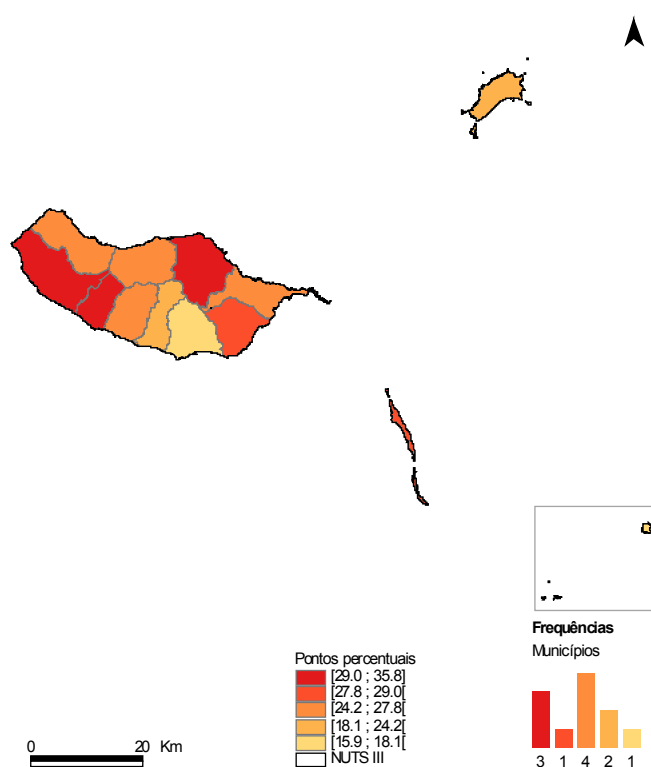 Frequências
Municípios
Pontos percentuais
[29.0 ; 35.8]
[27.8 ; 29.0[
[24.2 ; 27.8[
[18.1 ; 24.2[
[15.9 ; 18.1[
NUTS III
0 20 Km
3 1 4 2 1